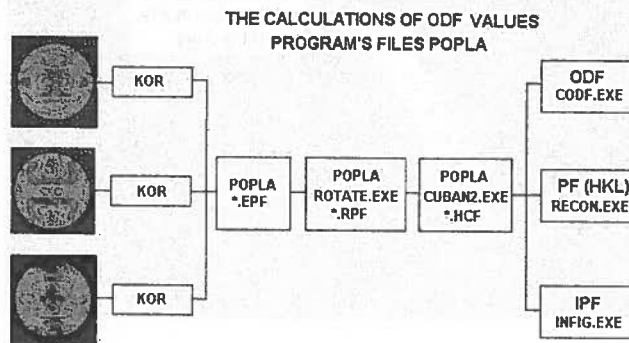 THE CALCULATIONS OF ODF VALUES
PROGRAM'S FILES POPLA
KOR
KOR
KOR
POPLA
*.EPF
POPLA
ROTATE.EXE
*.RPF
POPLA
CUBAN2.EXE
*.HCF
ODF
CODF.EXE
PF (HKL)
RECON.EXE
IPF
INFIG.EXE